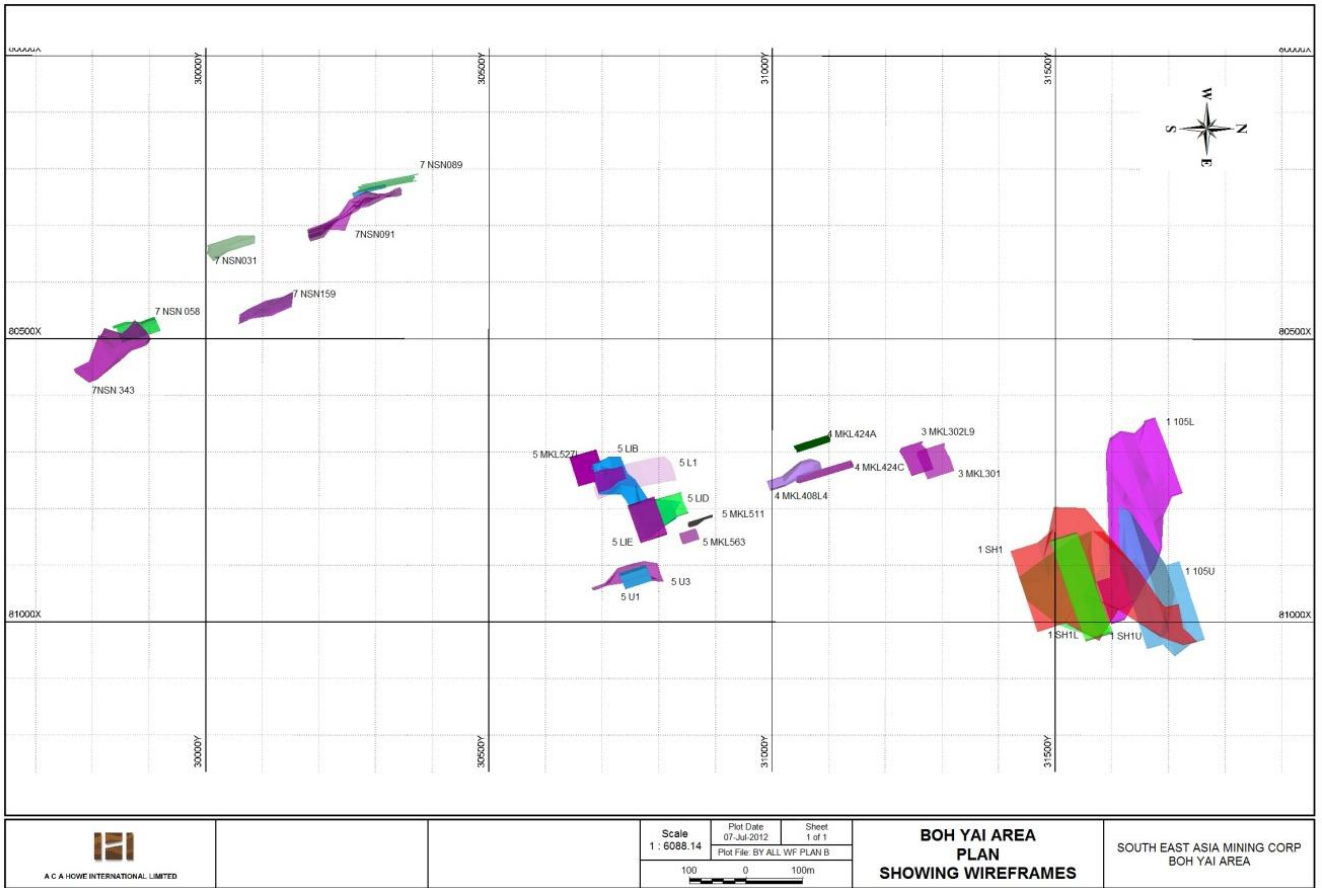 80000X
80000X
30000Y
30500Y
31000Y
31500Y
W
S
N
E
7 NSN089
7NSN091
7 NSN031
7 NSN159
7 NSN 058
80500X
80500X
7NSN 343
1 105L
4 MKL424A
3 MKL302L9
5 LIB
5 MKL527L
5 L1
4 MKL424C
3 MKL301
4 MKL408L4
5 LID
5 MKL511
5 LIE
5 MKL563
1 SH1
1 105U
5 U3
5 U1
81000X
81000X
1 SH1L
1 SH1U
30000Y
30500Y
31000Y
31500Y
A C A HOWE INTERNATIONAL LIMITED
Scale
1 : 6088.14
Plot Date
07-Jul-2012
Sheet
1 of 1
Plot File: BY ALL WF PLAN B
100 0 100m
BOH YAI AREA
PLAN
SHOWING WIREFRAMES
SOUTH EAST ASIA MINING CORP
BOH YAI AREA